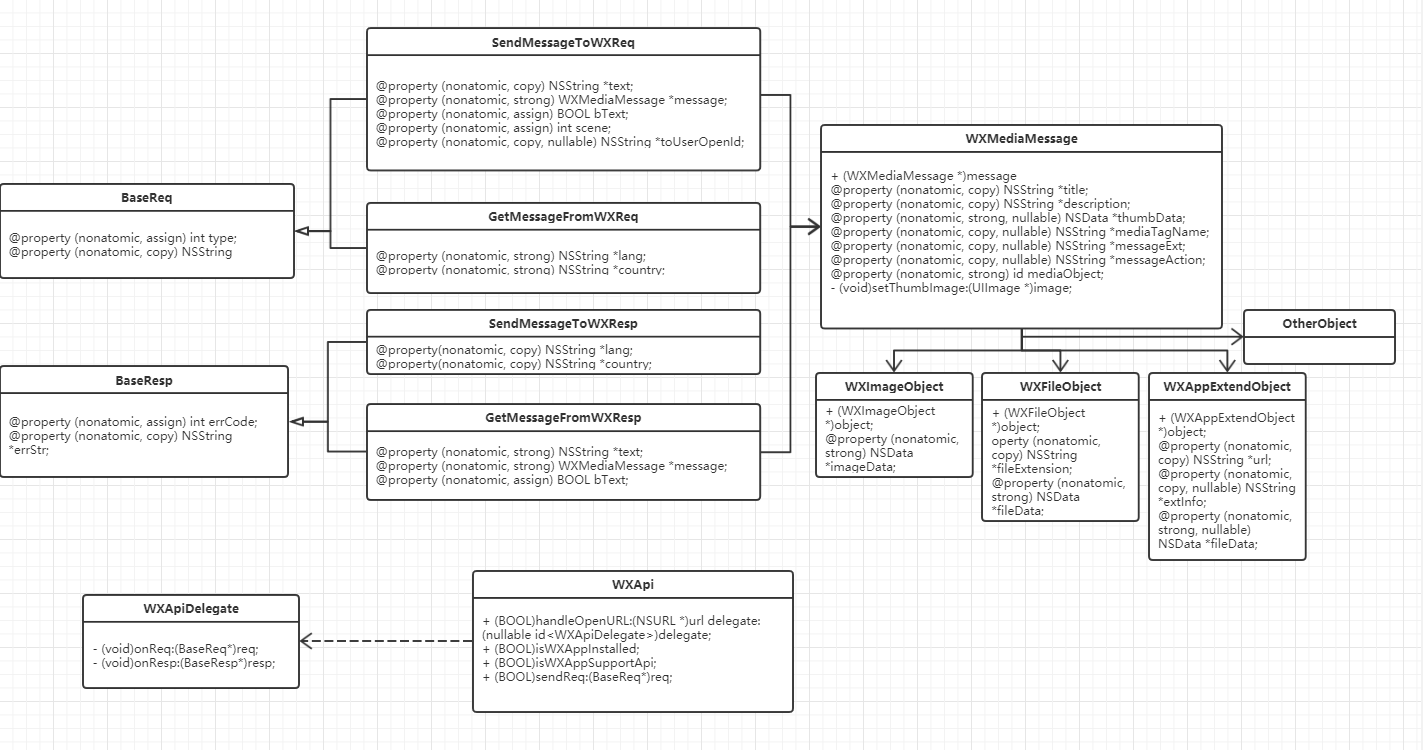 SendMessageToWXReq
@property (nonatomic, copy) NSString *text;
@property (nonatomic, strong) WXMediaMessage *message;
@property (nonatomic, assign) BOOL bText;
@property (nonatomic, assign) int scene;
@property (nonatomic, copy, nullable) NSString *toUserOpenId;
WXMediaMessage
+ (WXMediaMessage *)message
@property (nonatomic, copy) NSString *title;
@property (nonatomic, copy) NSString *description;
@property (nonatomic, strong, nullable) NSData *thumbData;
@property (nonatomic, copy, nullable) NSString *mediaTagName;
@property (nonatomic, copy, nullable) NSString *messageExt;
@property (nonatomic, copy, nullable) NSString *messageAction;
@property (nonatomic, strong) id mediaObject;
- (void)setThumbImage:(UIImage *)image;
BaseReq
@property (nonatomic, assign) int type;
@property (nonatomic, copy) NSString
GetMessageFromWXReq
@property (nonatomic, strong) NSString *lang;
@property (nonatomic, strong) NSString *country;
SendMessageToWXResp
@property(nonatomic, copy) NSString *lang;
@property(nonatomic, copy) NSString *country;
OtherObject
BaseResp
@property (nonatomic, assign) int errCode;
@property (nonatomic, copy) NSString
*errStr;
GetMessageFromWXResp
@property (nonatomic, strong) NSString *text;
@property (nonatomic, strong) WXMediaMessage *message;
@property (nonatomic, assign) BOOL bText;
WXImageObject
+ (WXImageObject
*)object;
@property (nonatomic,
strong) NSData
*imageData;
WXFileObject
+ (WXFileObject
*)object;
operty (nonatomic,
copy) NSString
*fileExtension;
@property (nonatomic,
strong) NSData
*fileData;
WXAppExtendObject
+ (WXAppExtendObject
*)object;
@property (nonatomic,
copy) NSString *url;
@property (nonatomic,
copy, nullable) NSString
*extInfo;
@property (nonatomic,
strong, nullable)
NSData *fileData;
WXApiDelegate
- (void)onReq:(BaseReq*)req;
- (void)onResp:(BaseResp*)resp;
WXApi
+ (BOOL)handleOpenURL:(NSURL *)url delegate:
(nullable id<WXApiDelegate>)delegate;
+ (BOOL)isWXAppInstalled;
+ (BOOL)isWXAppSupportApi;
+ (BOOL)sendReq:(BaseReq*)req;